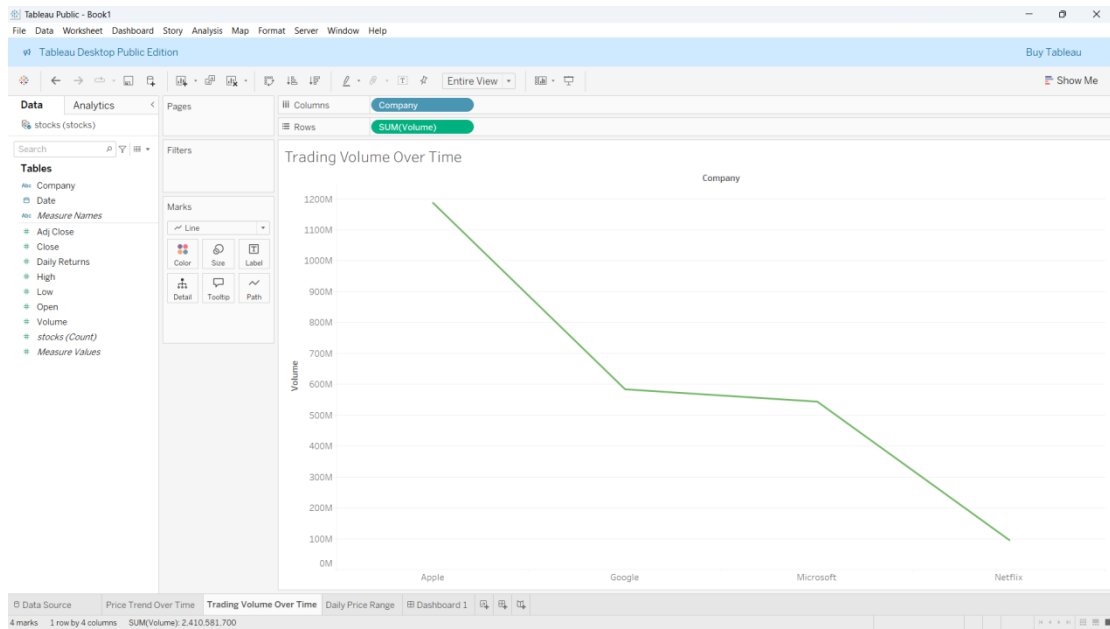 Tableau Public - Book1
File Data Worksheet Dashboard Story Analysis Map Format Server Window Help
Tableau Desktop Public Edition Buy Tableau
Entire View Show Me
Data Analytics
stocks (stocks)
Search
Tables
Abc Company
Date
Abc Measure Names
# Adj Close
# Close
# Daily Returns
# High
# Low
# Open
# Volume
# stocks (Count)
# Measure Values
Pages
Filters
Marks
Line
Color Size Label
Detail Tooltip Path
Columns Company
Rows SUM(Volume)
Trading Volume Over Time
Company
1200M
1100M
1000M
900M
800M
700M
600M
500M
400M
300M
200M
100M
0M
Volume
Apple Google Microsoft Netflix
Data Source Price Trend Over Time Trading Volume Over Time Daily Price Range Dashboard 1
4 marks 1 row by 4 columns SUM(Volume): 2,410,581,700